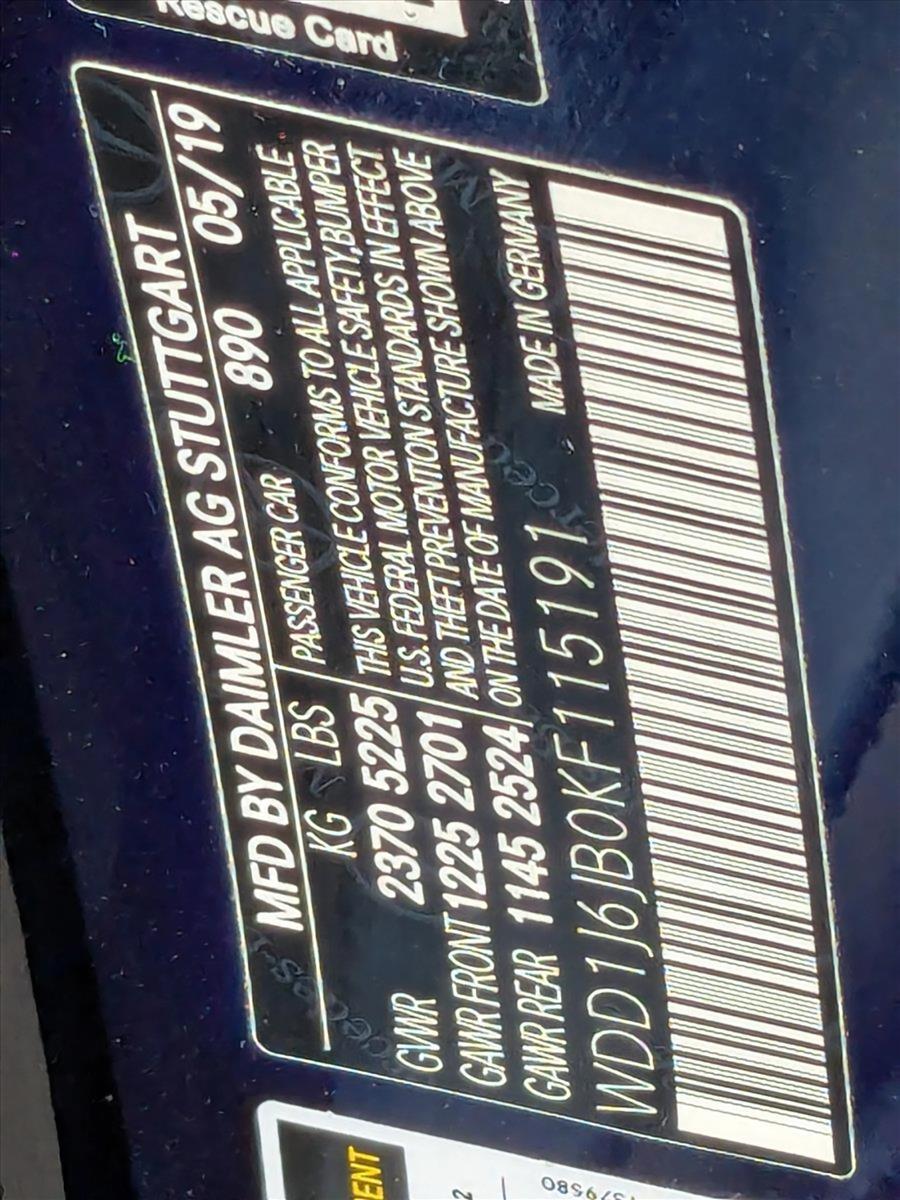 Rescue Card
MFD BY DAIMLER AG STUTTGART
890 05/19
KG LBS
PASSENGER CAR
GWR 2370 5225
GAWR FRONT 1225 2701
GAWR REAR 1145 2524
THIS VEHICLE CONFORMS TO ALL APPLICABLE
U.S. FEDERAL MOTOR VEHICLE SAFETY, BUMPER
AND THEFT PREVENTION STANDARDS IN EFFECT
ON THE DATE OF MANUFACTURE SHOWN ABOVE
MADE IN GERMANY
WDD1J6JB0KF115191